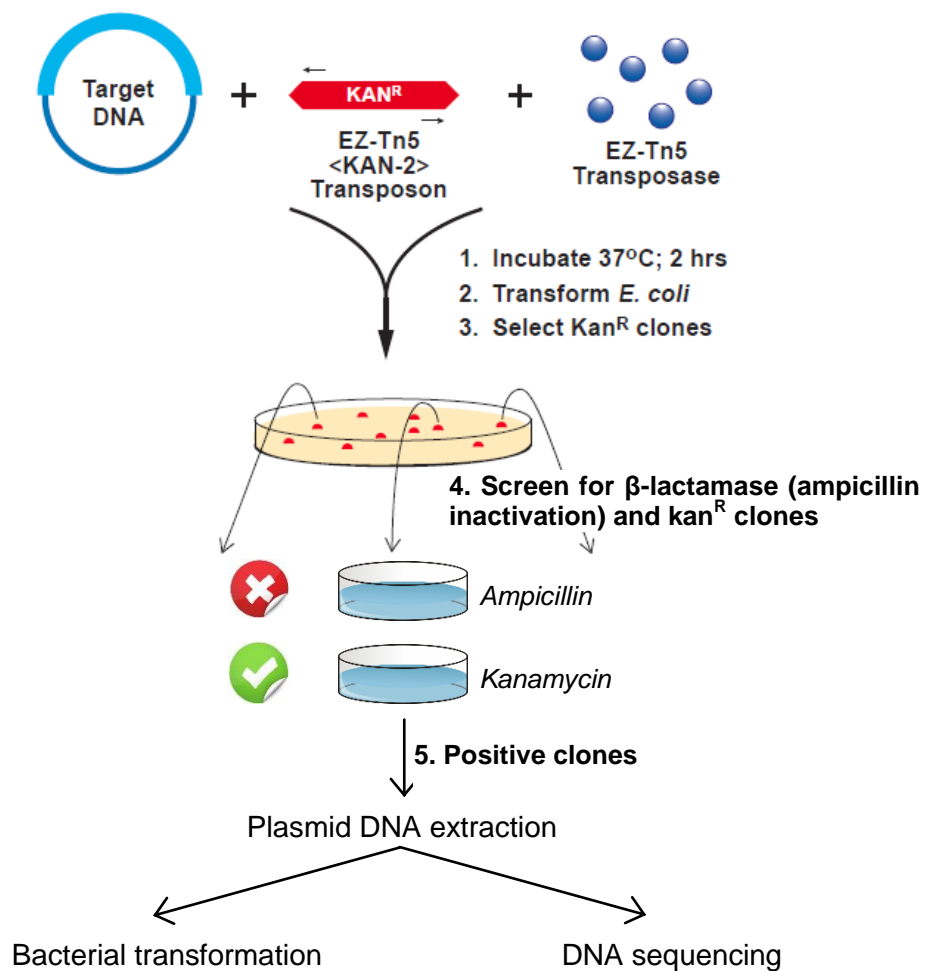 Target
DNA
+
KANᴿ
+
EZ-Tn5
<KAN-2>
Transposon
EZ-Tn5
Transposase
1. Incubate 37ᴼC; 2 hrs
2. Transform E. coli
3. Select Kanᴿ clones
4. Screen for β-lactamase (ampicillin
inactivation) and kanᴿ clones
Ampicillin
Kanamycin
5. Positive clones
Plasmid DNA extraction
Bacterial transformation
DNA sequencing